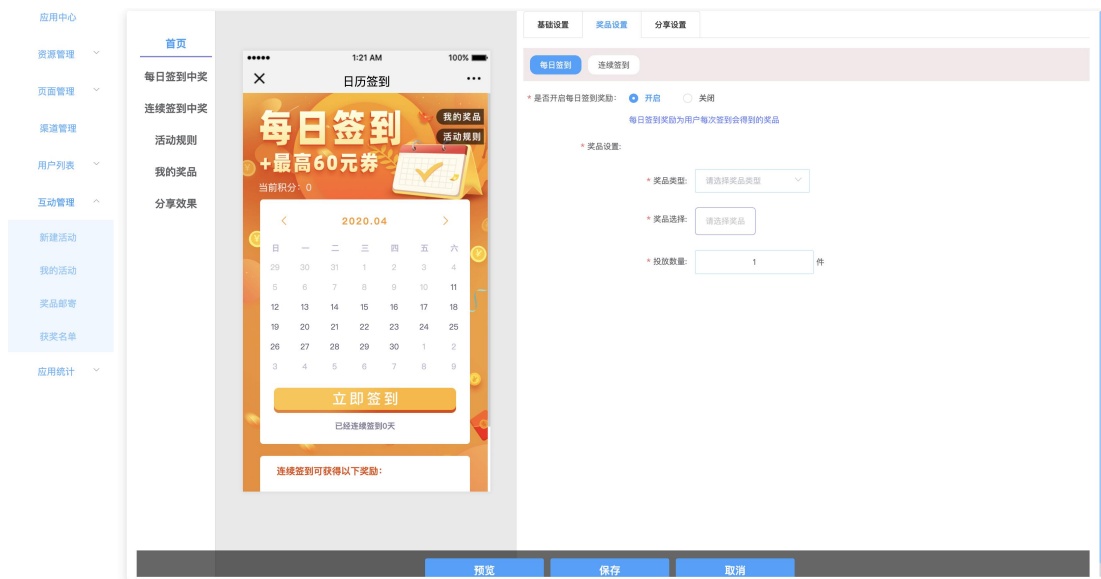 应用中心
资源管理
页面管理
渠道管理
用户列表
互动管理
新建活动
我的活动
奖品邮寄
获奖名单
应用统计
首页
每日签到中奖
连续签到中奖
活动规则
我的奖品
分享效果
1:21 AM 100%
日历签到
每日签到
+最高60元券
当前积分：0
我的奖品
活动规则
2020.04
日 一 二 三 四 五 六
29 30 31 1 2 3 4
5 6 7 8 9 10 11
12 13 14 15 16 17 18
19 20 21 22 23 24 25
26 27 28 29 30 1 2
3 4 5 6 7 8 9
立即签到
已经连续签到0天
连续签到可获得以下奖励：
基础设置 奖品设置 分享设置
每日签到 连续签到
* 是否开启每日签到奖励: 开启 关闭
每日签到奖励为用户每次签到会得到的奖品
* 奖品设置:
* 奖品类型: 请选择奖品类型
* 奖品选择: 请选择奖品
* 投放数量: 1 件
预览 保存 取消